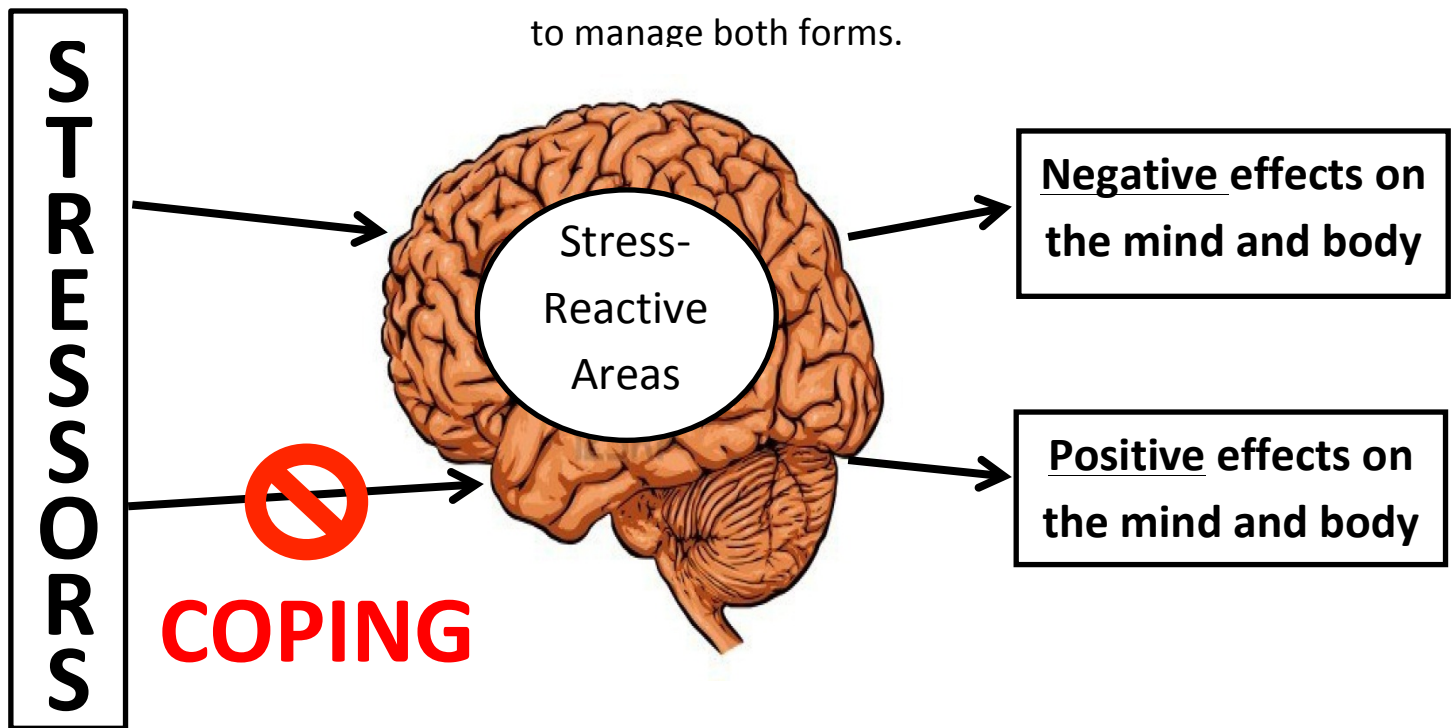 to manage both forms.
STRESSORS
Stress-
Reactive
Areas
Negative effects on
the mind and body
COPING
Positive effects on
the mind and body